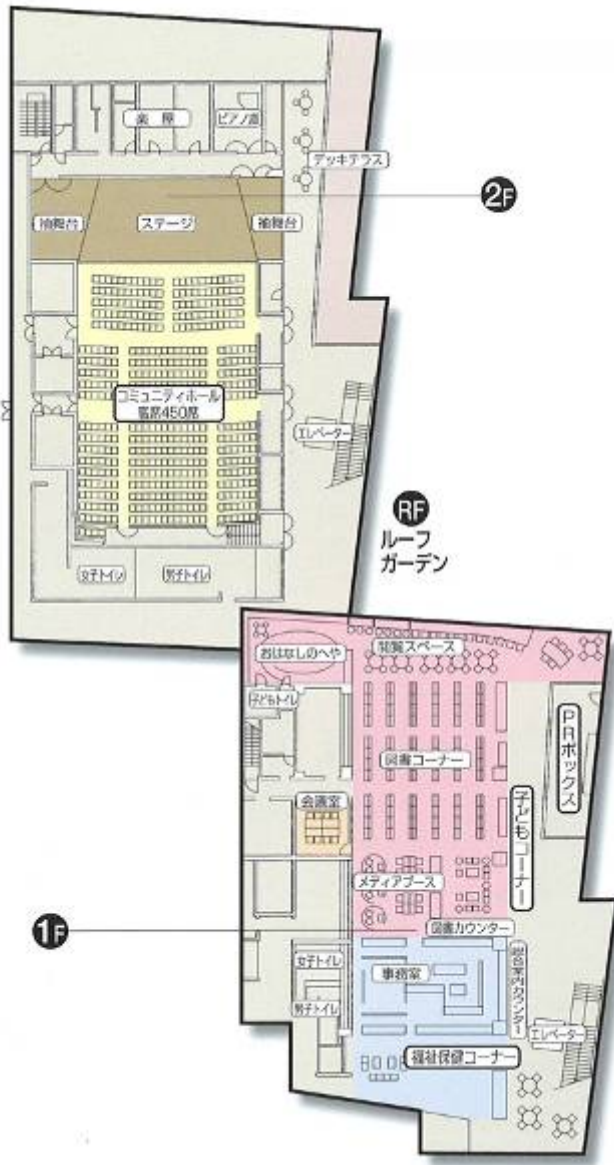 楽屋
ピアノ庫
デッキテラス
2F
袖舞台
ステージ
袖舞台
コミュニティホール
客席450席
エレベーター
RF
ルーフ
ガーデン
女子トイレ
男子トイレ
おはなしのへや
閲覧スペース
子どもトイレ
図書コーナー
PRボックス
会議室
子どもコーナー
メディアブース
1F
図書カウンター
女子トイレ
事務室
総合案内カウンター
男子トイレ
エレベーター
福祉保健コーナー